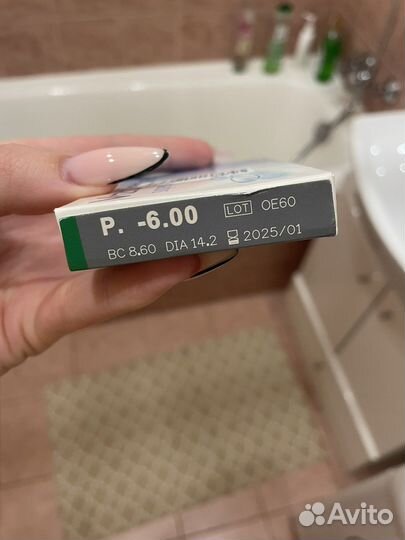 P. -6.00 LOT OE60
BC 8.60 DIA 14.2 2025/01
Avito